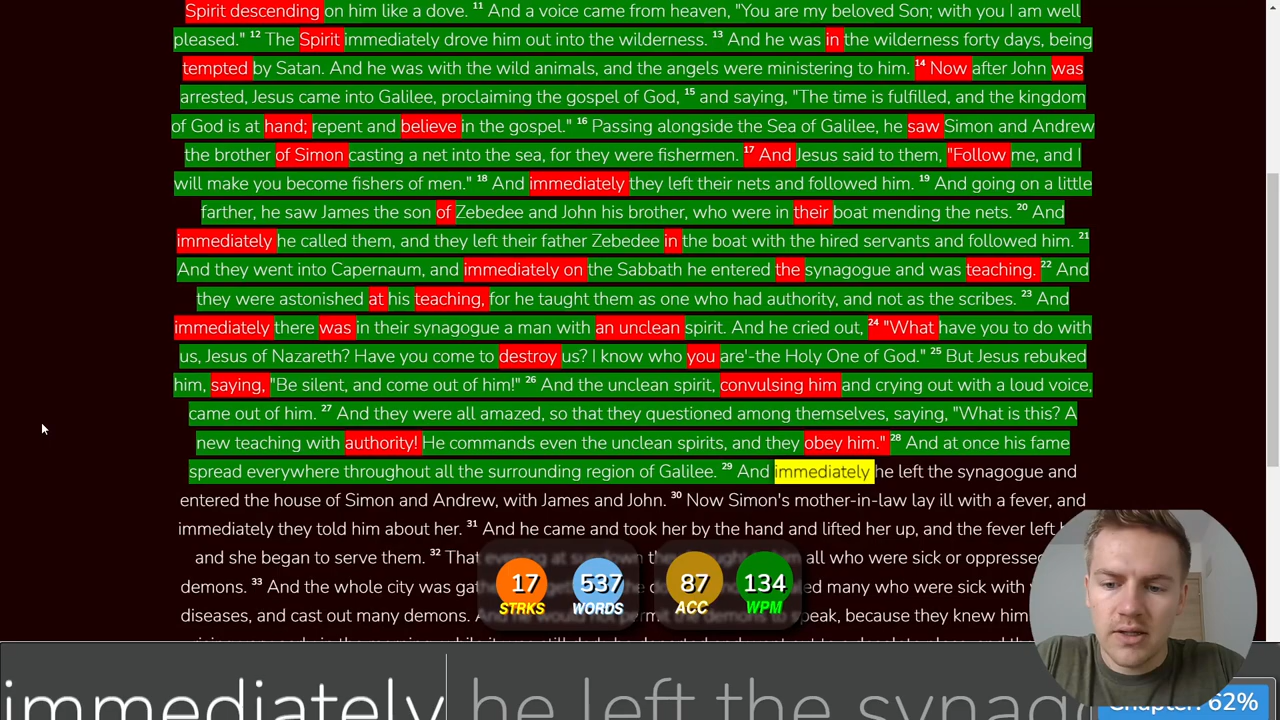 Spirit descending on him like a dove. 11 And a voice came from heaven, "You are my beloved Son; with you I am well
pleased." 12 The Spirit immediately drove him out into the wilderness. 13 And he was in the wilderness forty days, being
tempted by Satan. And he was with the wild animals, and the angels were ministering to him. 14 Now after John was
arrested, Jesus came into Galilee, proclaiming the gospel of God, 15 and saying, "The time is fulfilled, and the kingdom
of God is at hand; repent and believe in the gospel." 16 Passing alongside the Sea of Galilee, he saw Simon and Andrew
the brother of Simon casting a net into the sea, for they were fishermen. 17 And Jesus said to them, "Follow me, and I
will make you become fishers of men." 18 And immediately they left their nets and followed him. 19 And going on a little
farther, he saw James the son of Zebedee and John his brother, who were in their boat mending the nets. 20 And
immediately he called them, and they left their father Zebedee in the boat with the hired servants and followed him. 21
And they went into Capernaum, and immediately on the Sabbath he entered the synagogue and was teaching. 22 And
they were astonished at his teaching, for he taught them as one who had authority, and not as the scribes. 23 And
immediately there was in their synagogue a man with an unclean spirit. And he cried out, 24 "What have you to do with
us, Jesus of Nazareth? Have you come to destroy us? I know who you are'-the Holy One of God." 25 But Jesus rebuked
him, saying, "Be silent, and come out of him!" 26 And the unclean spirit, convulsing him and crying out with a loud voice,
came out of him. 27 And they were all amazed, so that they questioned among themselves, saying, "What is this? A
new teaching with authority! He commands even the unclean spirits, and they obey him." 28 And at once his fame
spread everywhere throughout all the surrounding region of Galilee. 29 And immediately he left the synagogue and
entered the house of Simon and Andrew, with James and John. 30 Now Simon's mother-in-law lay ill with a fever, and
immediately they told him about her. 31 And he came and took her by the hand and lifted her up, and the fever left
and she began to serve them. 32 That all who were sick or oppressed
demons. 33 And the whole city was many who were sick with
diseases, and cast out many demons. speak, because they knew him
17 STRKS 537 WORDS 87 ACC 134 WPM
immediately he left the synag
Chapter: 62%